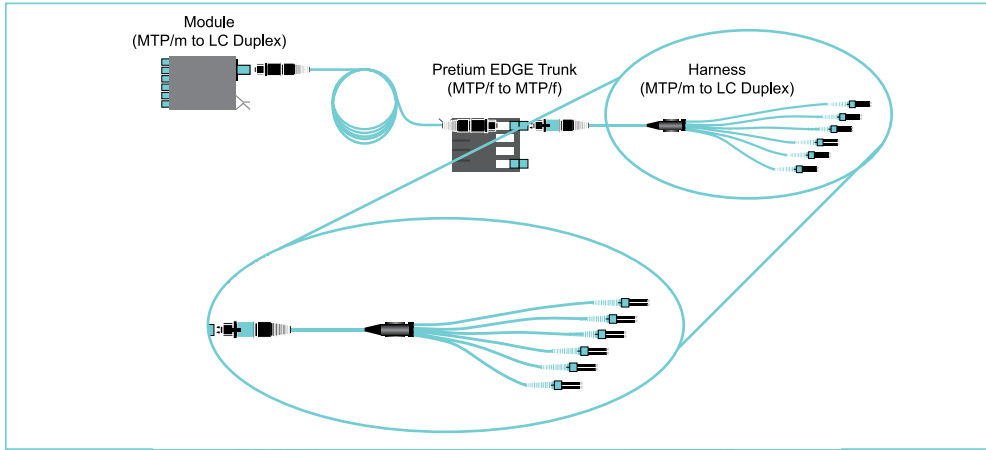 Module
(MTP/m to LC Duplex)
Pretium EDGE Trunk
(MTP/f to MTP/f)
Harness
(MTP/m to LC Duplex)